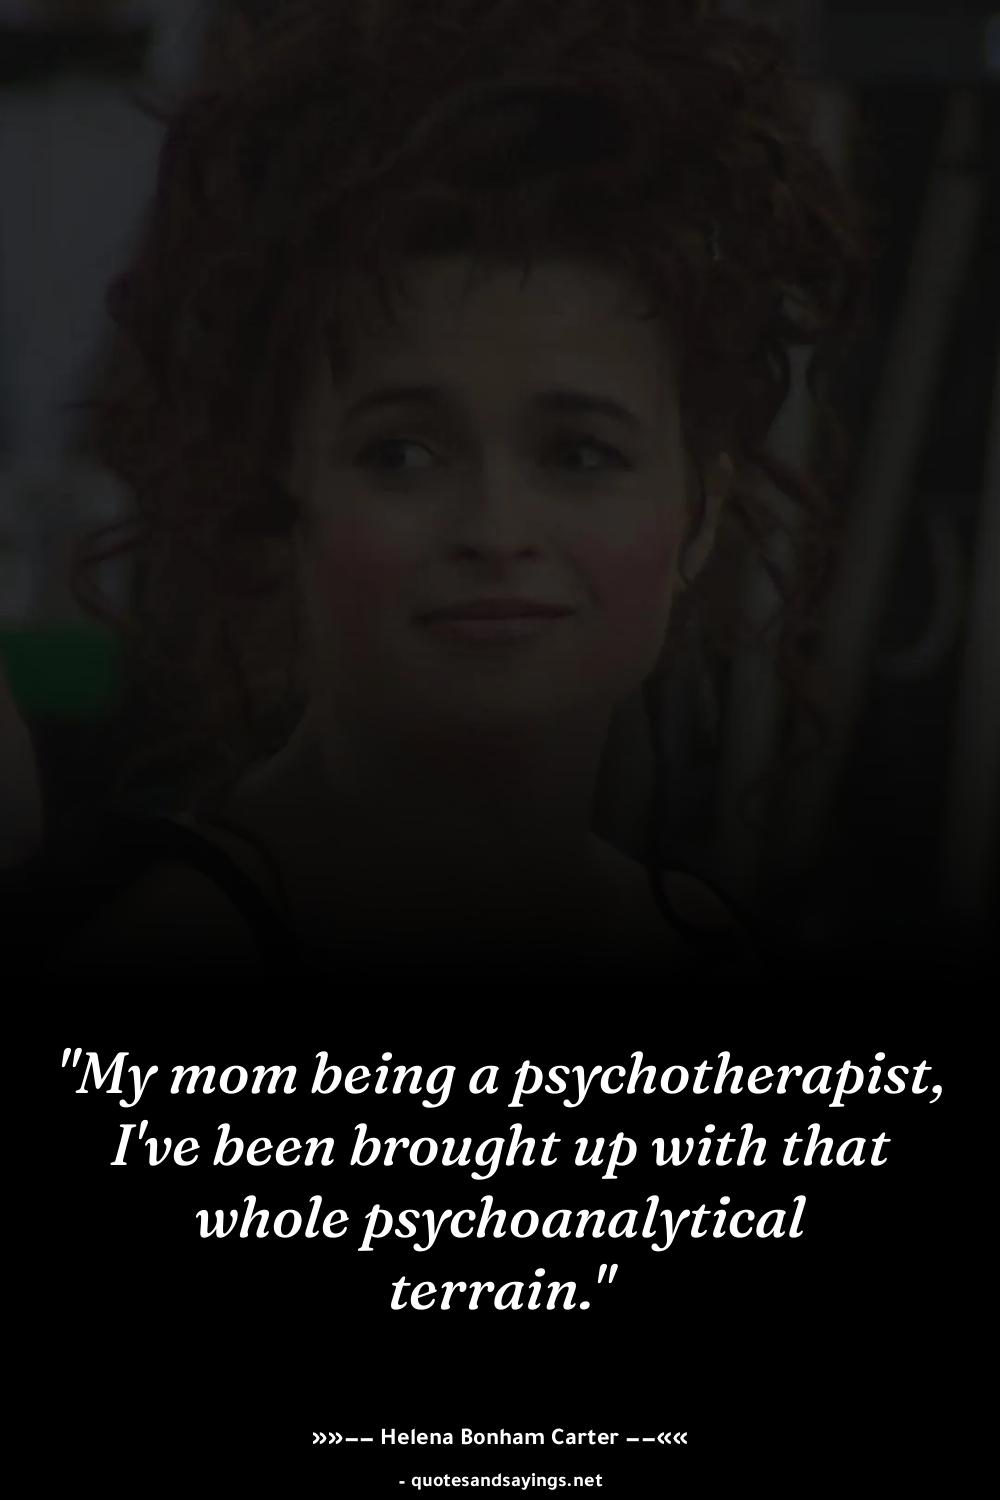 "My mom being a psychotherapist,
I've been brought up with that
whole psychoanalytical
terrain."
»»–– Helena Bonham Carter ––««
- quotesandsayings.net